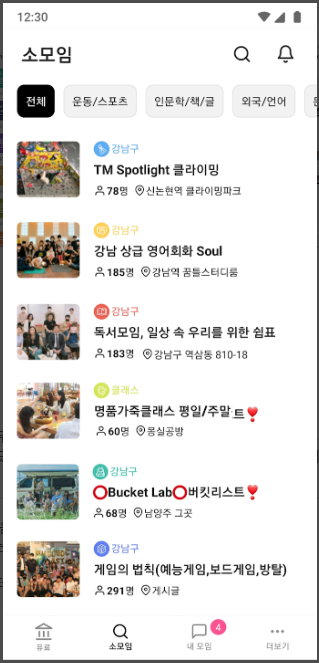 12:30
소모임
전체 운동/스포츠 인문학/책/글 외국/언어
강남구
TM Spotlight 클라이밍
78명 신논현역 클라이밍파크
강남구
강남 상급 영어회화 Soul
185명 강남역 꿈틀스터디룸
강남구
독서모임, 일상 속 우리를 위한 쉼표
183명 강남구 역삼동 810-18
클래스
명품가죽클래스 평일/주말 트❣️
60명 몽실공방
강남구
⭕Bucket Lab⭕버킷리스트❣️
68명 남양주 그곳
강남구
게임의 법칙(예능게임,보드게임,방탈)
291명 게시글
4
유료 소모임 내 모임 더보기